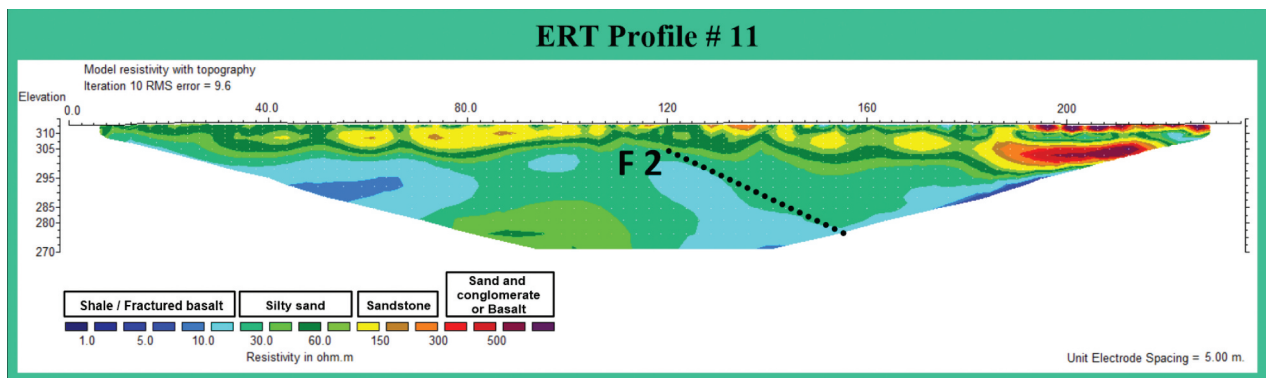 ERT Profile # 11
Model resistivity with topography
Iteration 10 RMS error = 9.6
Elevation
0.0 40.0 80.0 120 160 200
310
305
295
285
280
270
F 2
Shale / Fractured basalt
Silty sand
Sandstone
Sand and
conglomerate
or Basalt
1.0 5.0 10.0 30.0 60.0 150 300 500
Resistivity in ohm.m
Unit Electrode Spacing = 5.00 m.